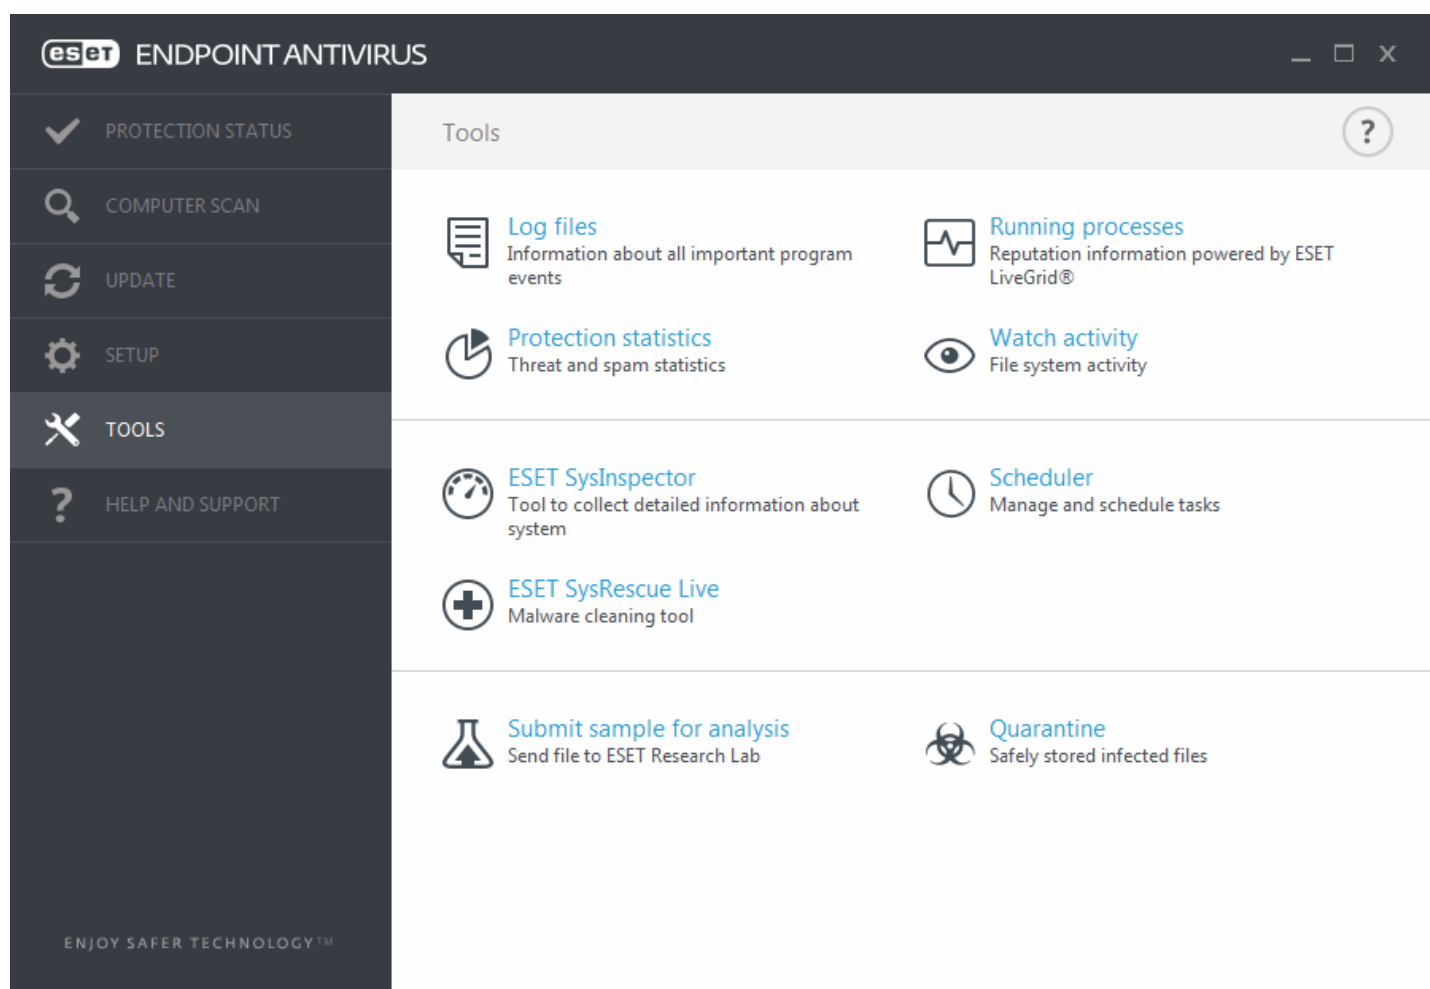 eset ENDPOINT ANTIVIRUS
PROTECTION STATUS
COMPUTER SCAN
UPDATE
SETUP
TOOLS
HELP AND SUPPORT
ENJOY SAFER TECHNOLOGY™
Tools
?
Log files
Information about all important program
events
Running processes
Reputation information powered by ESET
LiveGrid®
Protection statistics
Threat and spam statistics
Watch activity
File system activity
ESET SysInspector
Tool to collect detailed information about
system
Scheduler
Manage and schedule tasks
ESET SysRescue Live
Malware cleaning tool
Submit sample for analysis
Send file to ESET Research Lab
Quarantine
Safely stored infected files